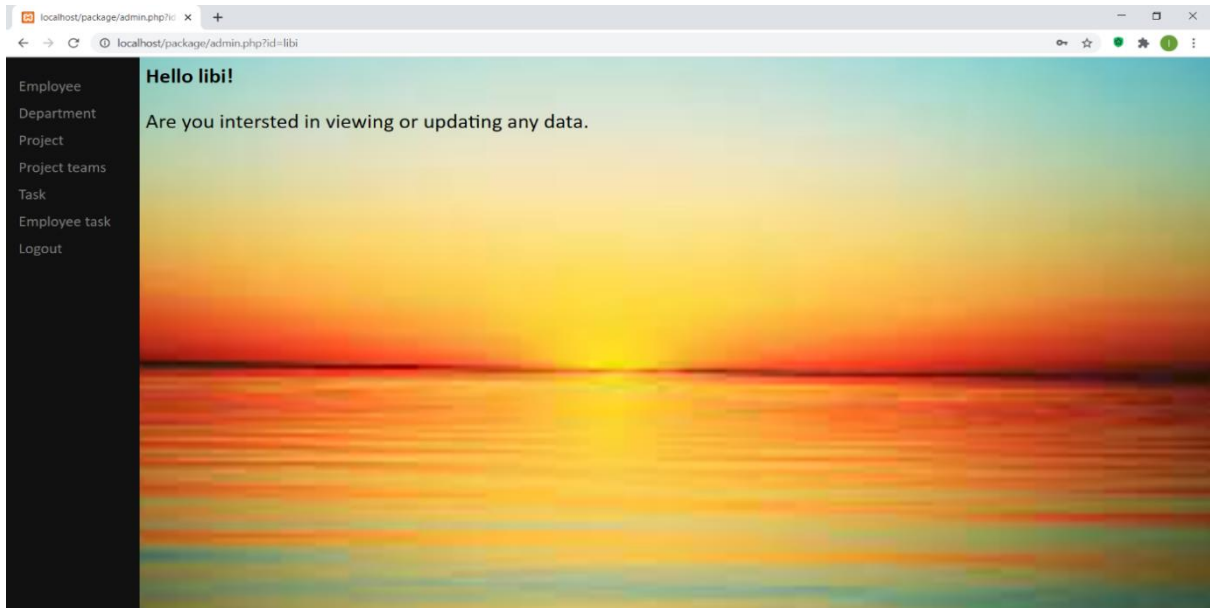 localhost/package/admin.php?id
localhost/package/admin.php?id=libi
Employee
Department
Project
Project teams
Task
Employee task
Logout
Hello libi!
Are you intersted in viewing or updating any data.